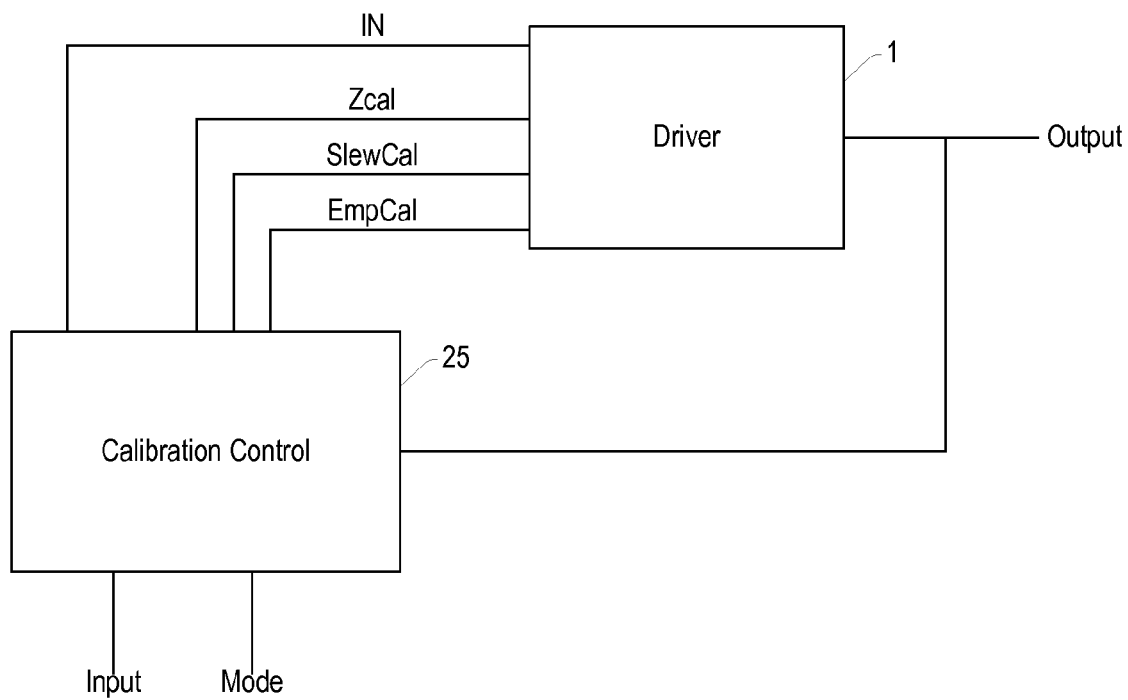 IN
1
Zcal
Driver
Output
SlewCal
EmpCal
25
Calibration Control
Input
Mode